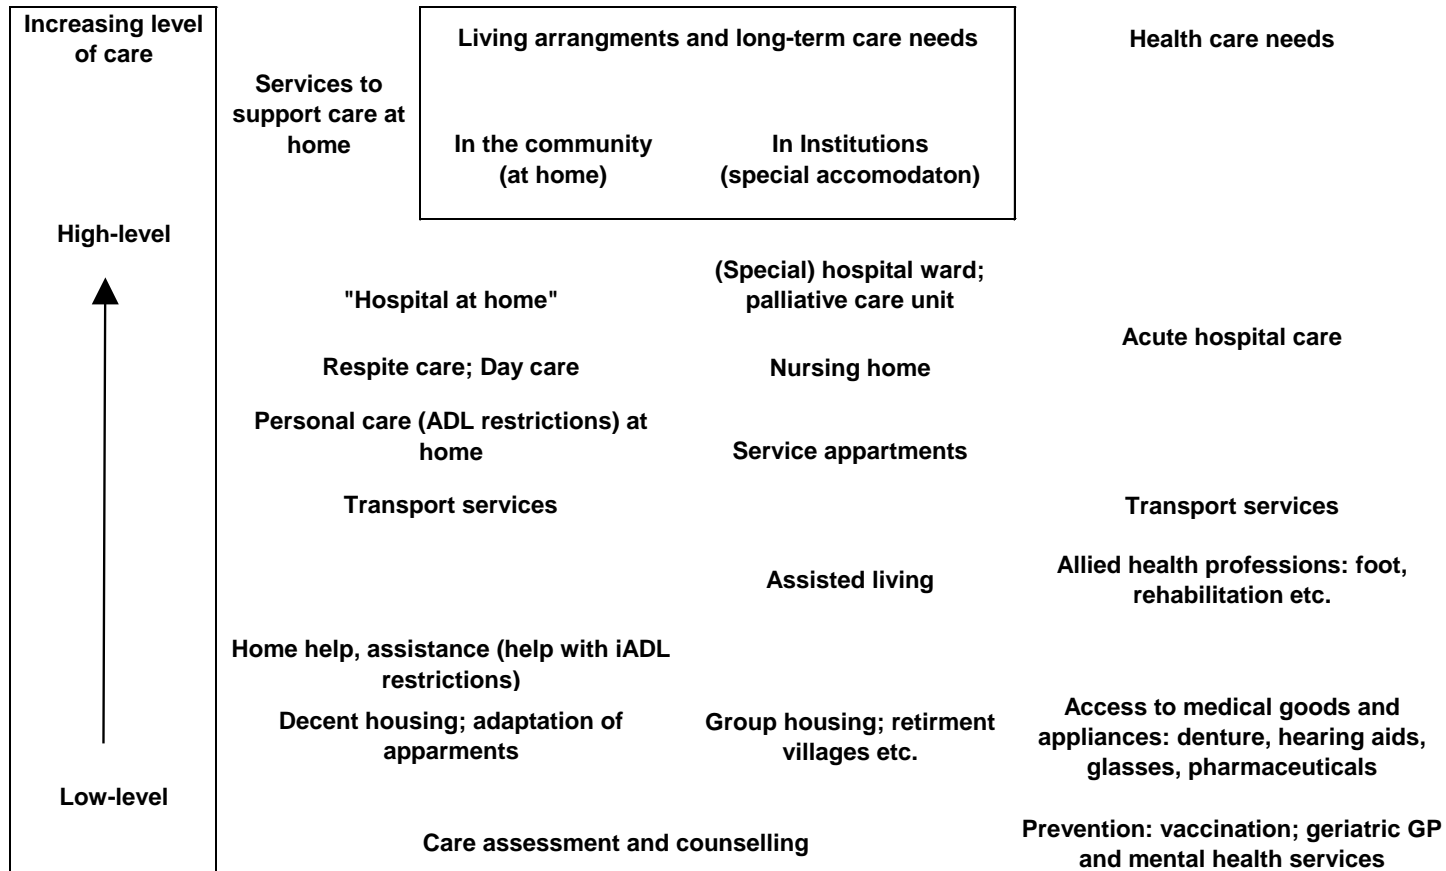 Increasing level
of care
Living arrangments and long-term care needs
Health care needs
Services to
support care at
home
In the community
(at home)
In Institutions
(special accomodaton)
High-level
"Hospital at home"
(Special) hospital ward;
palliative care unit
Acute hospital care
Respite care; Day care
Nursing home
Personal care (ADL restrictions) at
home
Service appartments
Transport services
Transport services
Assisted living
Allied health professions: foot,
rehabilitation etc.
Home help, assistance (help with iADL
restrictions)
Decent housing; adaptation of
apparments
Group housing; retirment
villages etc.
Access to medical goods and
appliances: denture, hearing aids,
glasses, pharmaceuticals
Low-level
Care assessment and counselling
Prevention: vaccination; geriatric GP
and mental health services